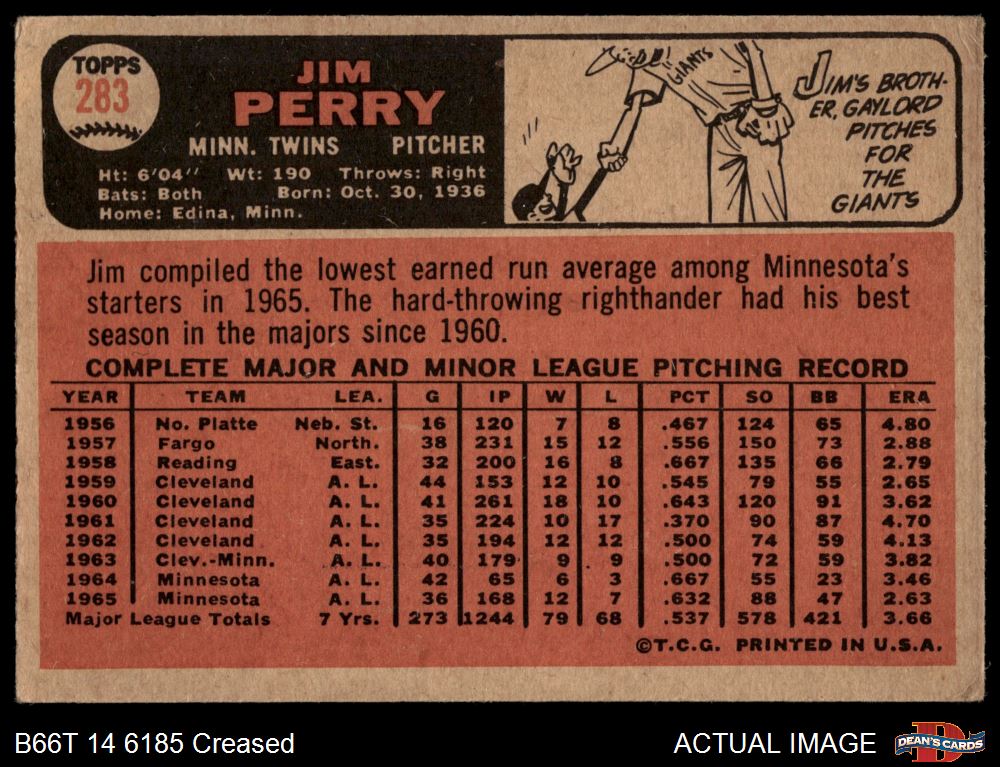 TOPPS
283
JIM
PERRY
MINN. TWINS PITCHER
Ht: 6'04" Wt: 190 Throws: Right
Bats: Both Born: Oct. 30, 1936
Home: Edina, Minn.
GIANTS
JIM'S BROTH-
ER, GAYLORD
PITCHES
FOR
THE
GIANTS
Jim compiled the lowest earned run average among Minnesota's
starters in 1965. The hard-throwing righthander had his best
season in the majors since 1960.
COMPLETE MAJOR AND MINOR LEAGUE PITCHING RECORD
YEAR TEAM LEA. G IP W L PCT SO BB ERA
1956 No. Platte Neb. St. 16 120 7 8 .467 124 65 4.80
1957 Fargo North. 38 231 15 12 .556 150 73 2.88
1958 Reading East. 32 200 16 8 .667 135 66 2.79
1959 Cleveland A. L. 44 153 12 10 .545 79 55 2.65
1960 Cleveland A. L. 41 261 18 10 .643 120 91 3.62
1961 Cleveland A. L. 35 224 10 17 .370 90 87 4.70
1962 Cleveland A. L. 35 194 12 12 .500 74 59 4.13
1963 Clev.-Minn. A. L. 40 179 9 9 .500 72 59 3.82
1964 Minnesota A. L. 42 65 6 3 .667 55 23 3.46
1965 Minnesota A. L. 36 168 12 7 .632 88 47 2.63
Major League Totals 7 Yrs. 273 1244 79 68 .537 578 421 3.66
©T.C.G. PRINTED IN U.S.A.
B66T 14 6185 Creased
ACTUAL IMAGE
D
DEAN'S CARDS